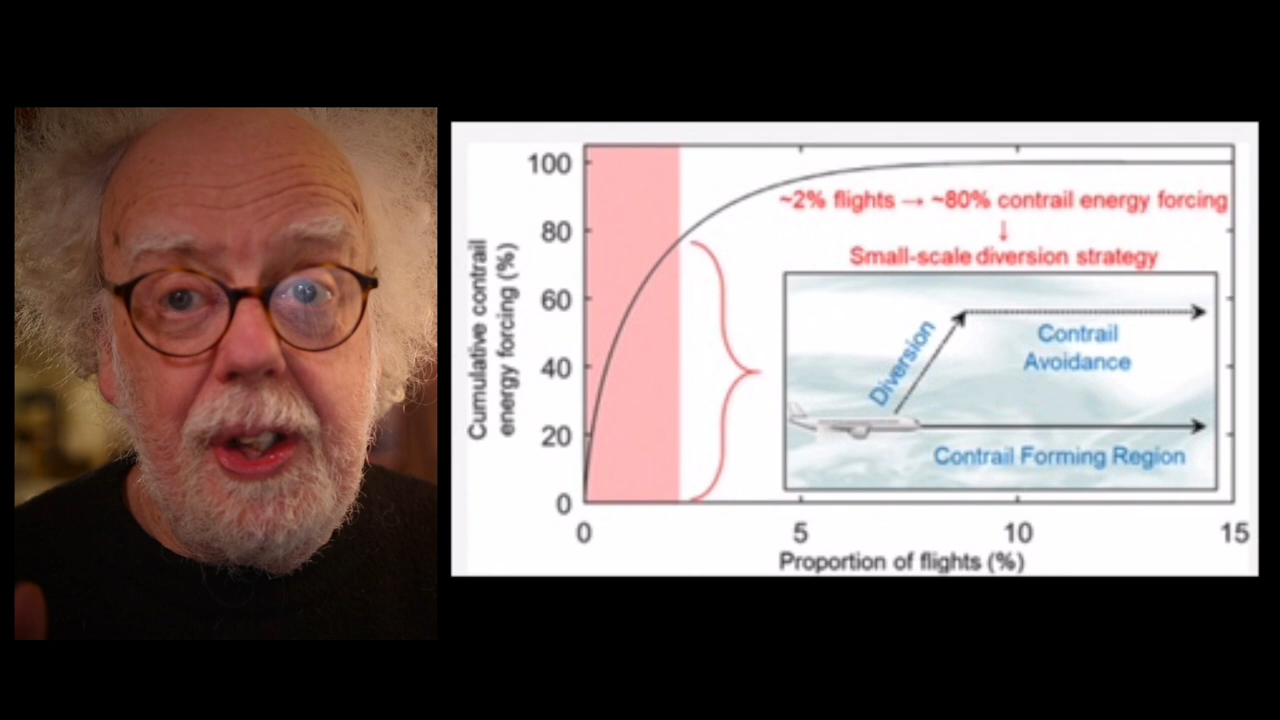 100
80
60
40
20
0
0
5
10
15
Cumulative contrail
energy forcing (%)
Proportion of flights (%)
~2% flights → ~80% contrail energy forcing
↓
Small-scale diversion strategy
Diversion
Contrail
Avoidance
Contrail Forming Region